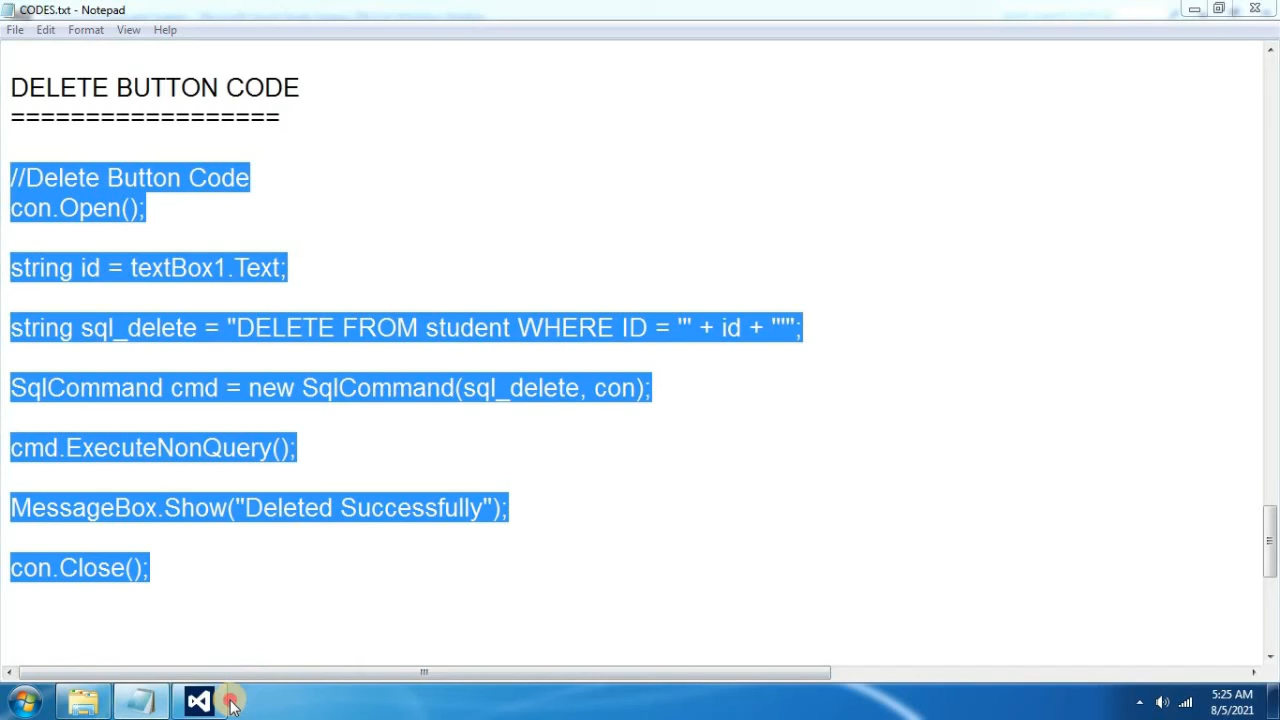 CODES.txt - Notepad
File Edit Format View Help
DELETE BUTTON CODE
==================
//Delete Button Code
con.Open();
string id = textBox1.Text;
string sql_delete = "DELETE FROM student WHERE ID = '" + id + "'";
SqlCommand cmd = new SqlCommand(sql_delete, con);
cmd.ExecuteNonQuery();
MessageBox.Show("Deleted Successfully");
con.Close();
5:25 AM
8/5/2021